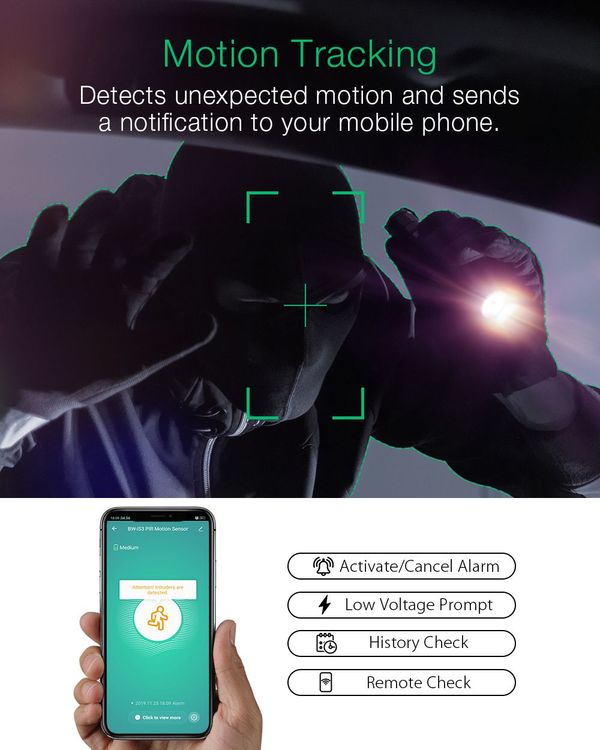 Motion Tracking
Detects unexpected motion and sends
a notification to your mobile phone.
BW-IS3 PIR Motion Sensor
Medium
Attention! Intruders are
detected.
2019.11.25 18:09 Alarm
Click to view more
Activate/Cancel Alarm
Low Voltage Prompt
History Check
Remote Check